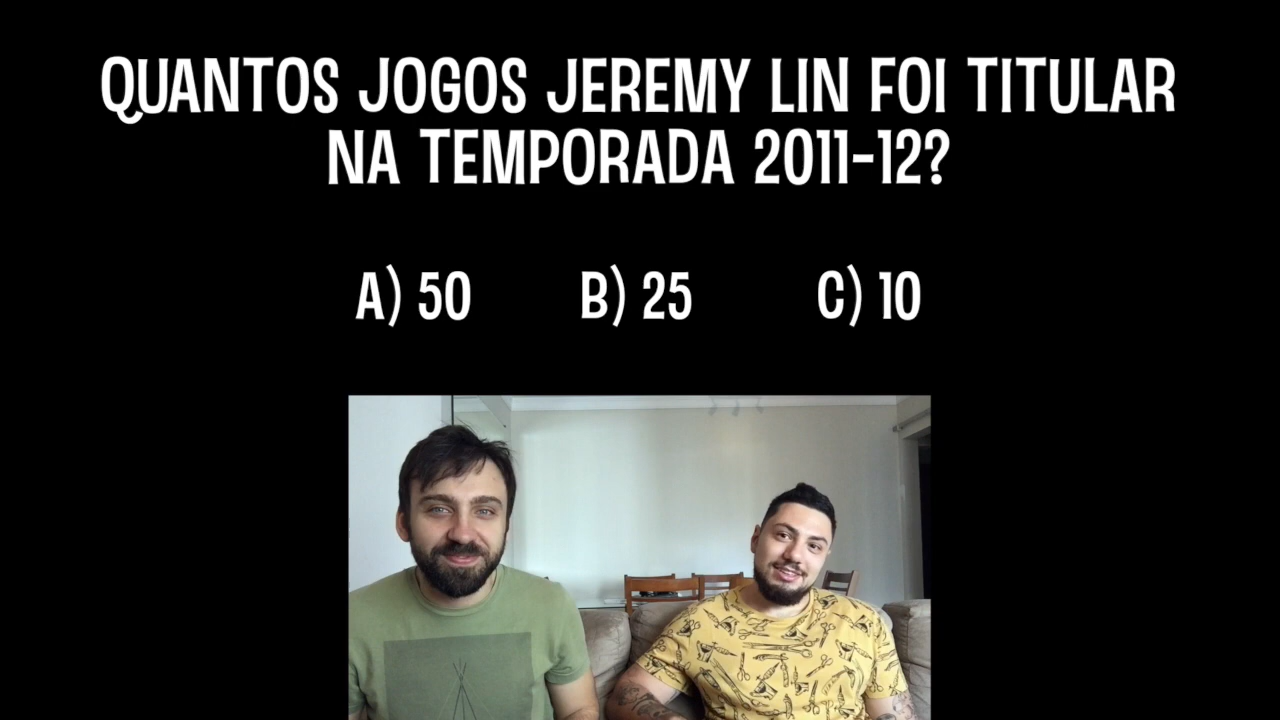 QUANTOS JOGOS JEREMY LIN FOI TITULAR
NA TEMPORADA 2011-12?
A) 50 B) 25 C) 10